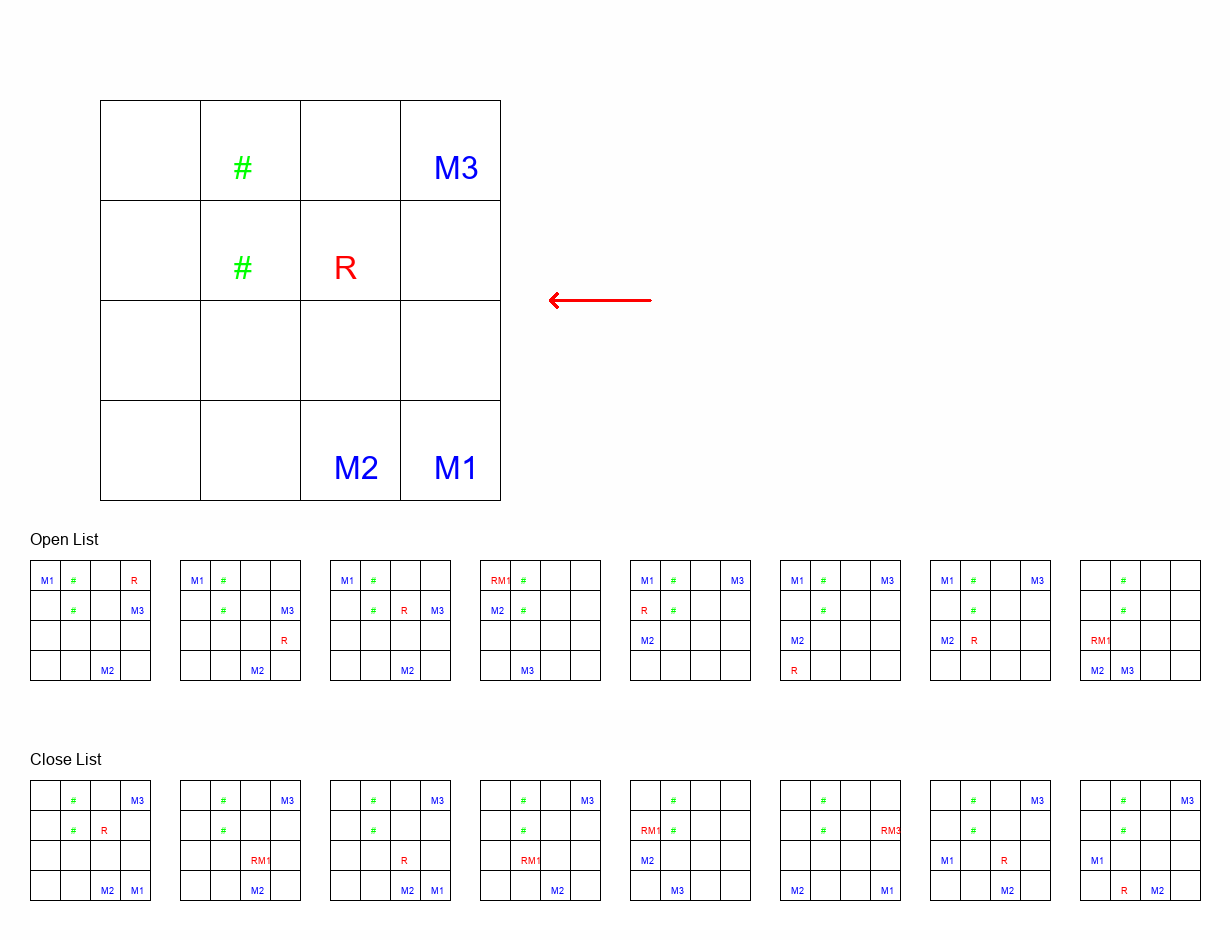 # M3
# R
M2 M1
Open List
M1 # R M1 # M1 # RM1 # M1 # M3 M1 # M3 M1 # M3 #
# M3 # M3 # R M3 M2 # R # # # #
R M2 M2 M2 R RM1
M2 M2 M2 M3 R M2 M3
Close List
# M3 # M3 # M3 # M3 # # # M3 # M3
# R # # # RM1 # # RM3 # #
RM1 R RM1 M2 M1 R M1
M2 M1 M2 M2 M1 M2 M3 M2 M1 M2 R M2